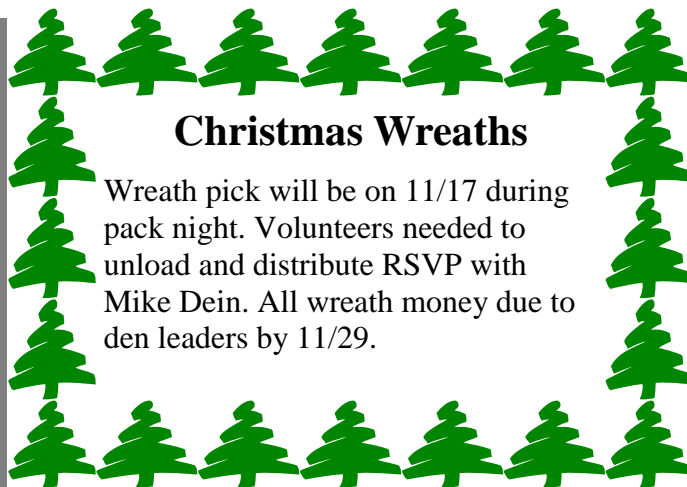 Christmas Wreaths
Wreath pick will be on 11/17 during
pack night. Volunteers needed to
unload and distribute RSVP with
Mike Dein. All wreath money due to
den leaders by 11/29.